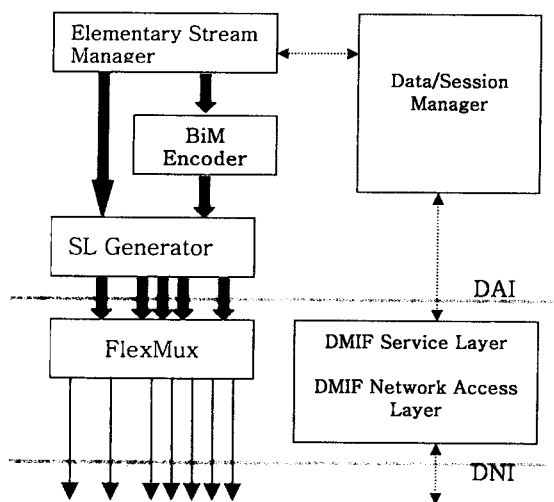 Elementary Stream
Manager
Data/Session
Manager
BiM
Encoder
SL Generator
DAI
FlexMux
DMIF Service Layer
DMIF Network Access
Layer
DNI